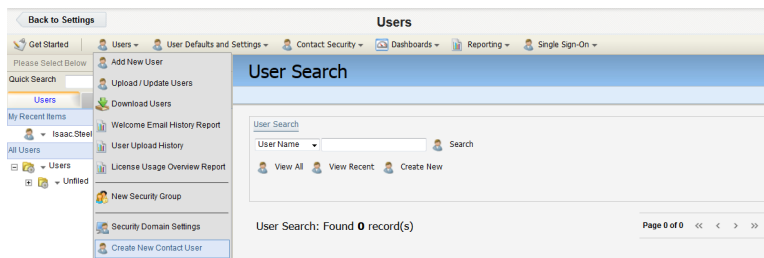 Back to Settings
Users
Get Started
Users
User Defaults and Settings
Contact Security
Dashboards
Reporting
Single Sign-On
Please Select Below
Quick Search
Users
My Recent Items
Isaac.Steel
All Users
Users
Unfiled
Add New User
Upload / Update Users
Download Users
Welcome Email History Report
User Upload History
License Usage Overview Report
New Security Group
Security Domain Settings
Create New Contact User
User Search
User Search
User Name
Search
View All
View Recent
Create New
User Search: Found 0 record(s)
Page 0 of 0